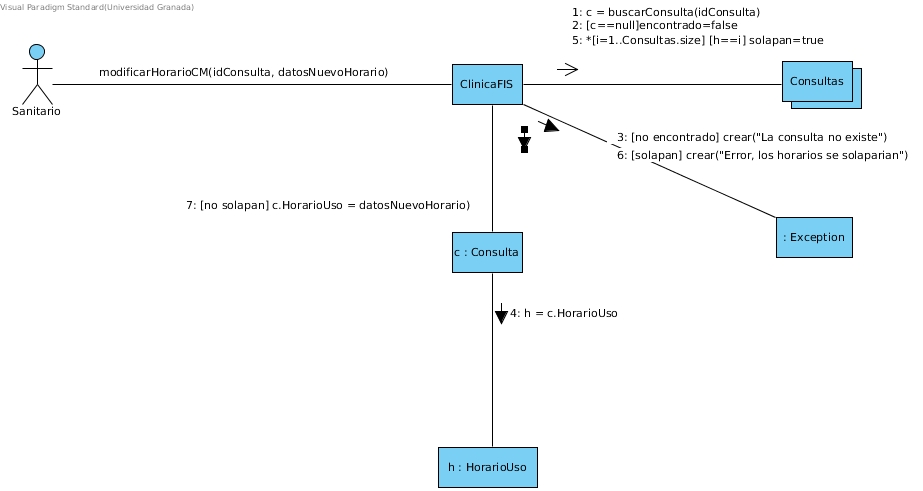 Visual Paradigm Standard(Universidad Granada)
1: c = buscarConsulta(idConsulta)
2: [c==null]encontrado=false
5: *[i=1..Consultas.size] [h==i] solapan=true
modificarHorarioCM(idConsulta, datosNuevoHorario)
ClinicaFIS
Consultas
Sanitario
3: [no encontrado] crear("La consulta no existe")
6: [solapan] crear("Error, los horarios se solaparian")
7: [no solapan] c.HorarioUso = datosNuevoHorario)
: Exception
c : Consulta
4: h = c.HorarioUso
h : HorarioUso